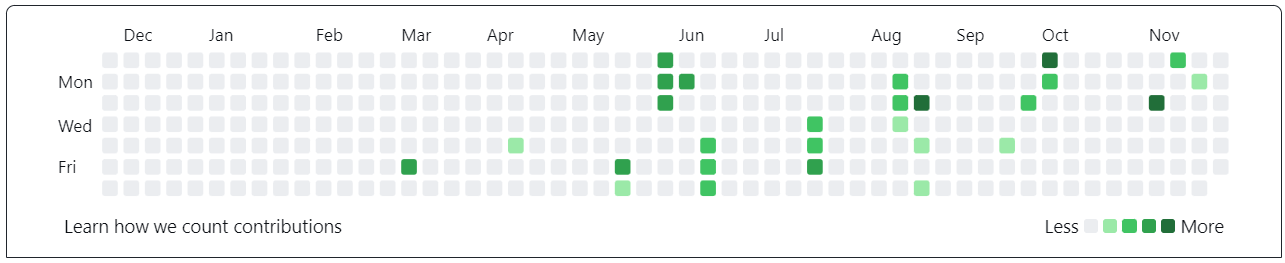 Dec Jan Feb Mar Apr May Jun Jul Aug Sep Oct Nov
Mon
Wed
Fri
Learn how we count contributions
Less More